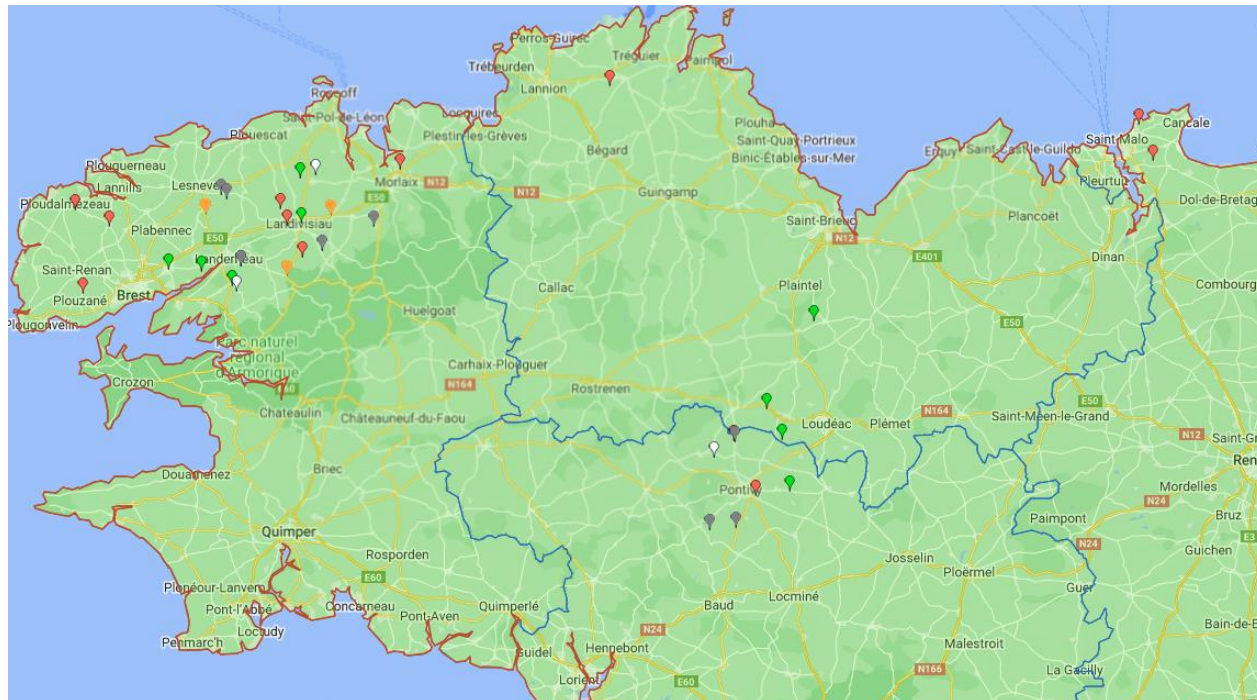 Perros-Guirec
Tréguier
Paimpol
Trébeurden
Lannion
Roscoff
Saint-Pol-de-Léon
Locquirec
Plestin-les-Grèves
Plouha
Saint-Quay-Portrieux
Binic-Étables-sur-Mer
Bégard
Erquy
Saint-Cast-le-Guildo
Saint-Malo
Cancale
Plouescat
Plouguerneau
Lannilis
Lesneven
Ploudalmézeau
Morlaix
N12
E50
N12
Guingamp
Pleurtuit
Dol-de-Bretag
Plabennec
Landivisiau
Saint-Brieuc
Plancoët
N12
E50
E401
Dinan
Combourg
Landerneau
Saint-Renan
Brest
Plouzané
Plougonvelin
Callac
Plaintel
Huelgoat
E50
Parc naturel
régional
d'Armorique
Crozon
Carhaix-Plouguer
N164
Rostrenen
Chateaulin
Châteauneuf-du-Faou
Loudéac
Plémet
N164
Saint-Méen-le-Grand
E50
N12
Saint-Gr
Ren
Briec
Douarnenez
Pontivy
Mordelles
N24
Bruz
Paimpont
Quimper
Rosporden
E60
Josselin
Ploërmel
N24
E3
Guichen
Guer
Plonéour-Lanvern
Pont-l'Abbé
Loctudy
Penmarc'h
Concarneau
Pont-Aven
Quimperlé
Baud
Locminé
N24
Malestroit
Bain-de-B
Guidel
Hennebont
Lorient
E60
N166
La Gacilly